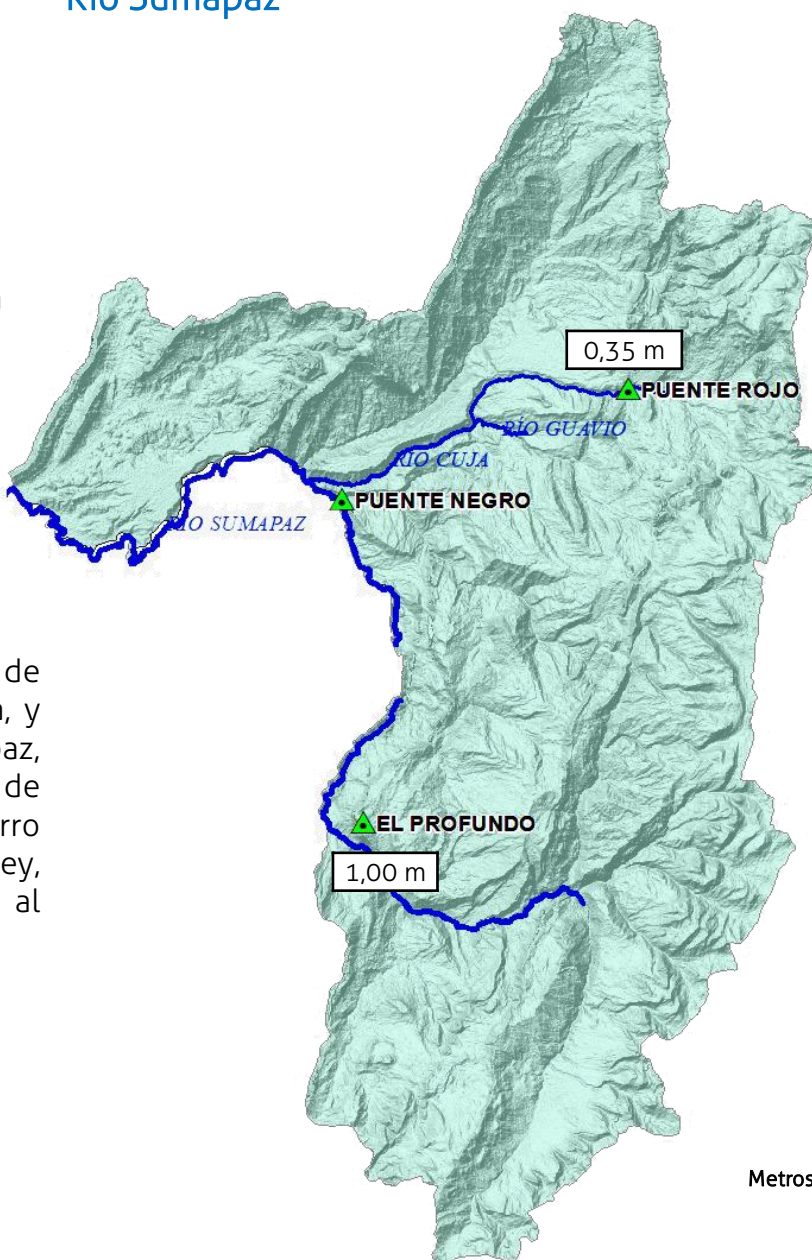 Río Sumapaz
0,35 m
PUENTE ROJO
RÍO GUAVIO
RÍO CUJA
PUENTE NEGRO
RÍO SUMAPAZ
de
, y
paz,
de
rro
ey,
al
EL PROFUNDO
1,00 m
Metros